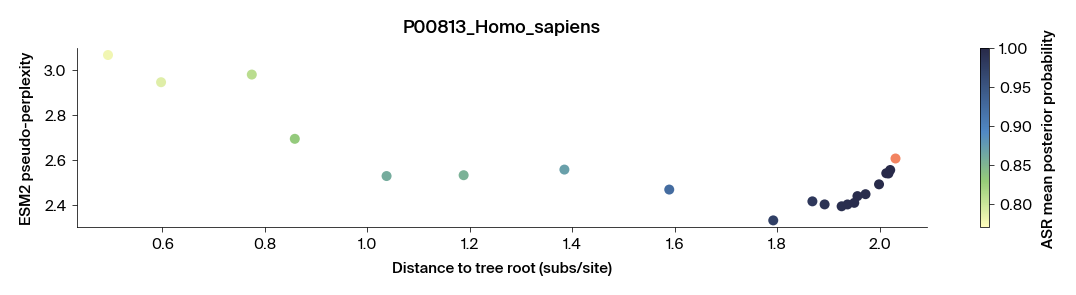 P00813_Homo_sapiens
ESM2 pseudo-perplexity
3.0
2.8
2.6
2.4
0.6 0.8 1.0 1.2 1.4 1.6 1.8 2.0
Distance to tree root (subs/site)
1.00
0.95
0.90
0.85
0.80
ASR mean posterior probability